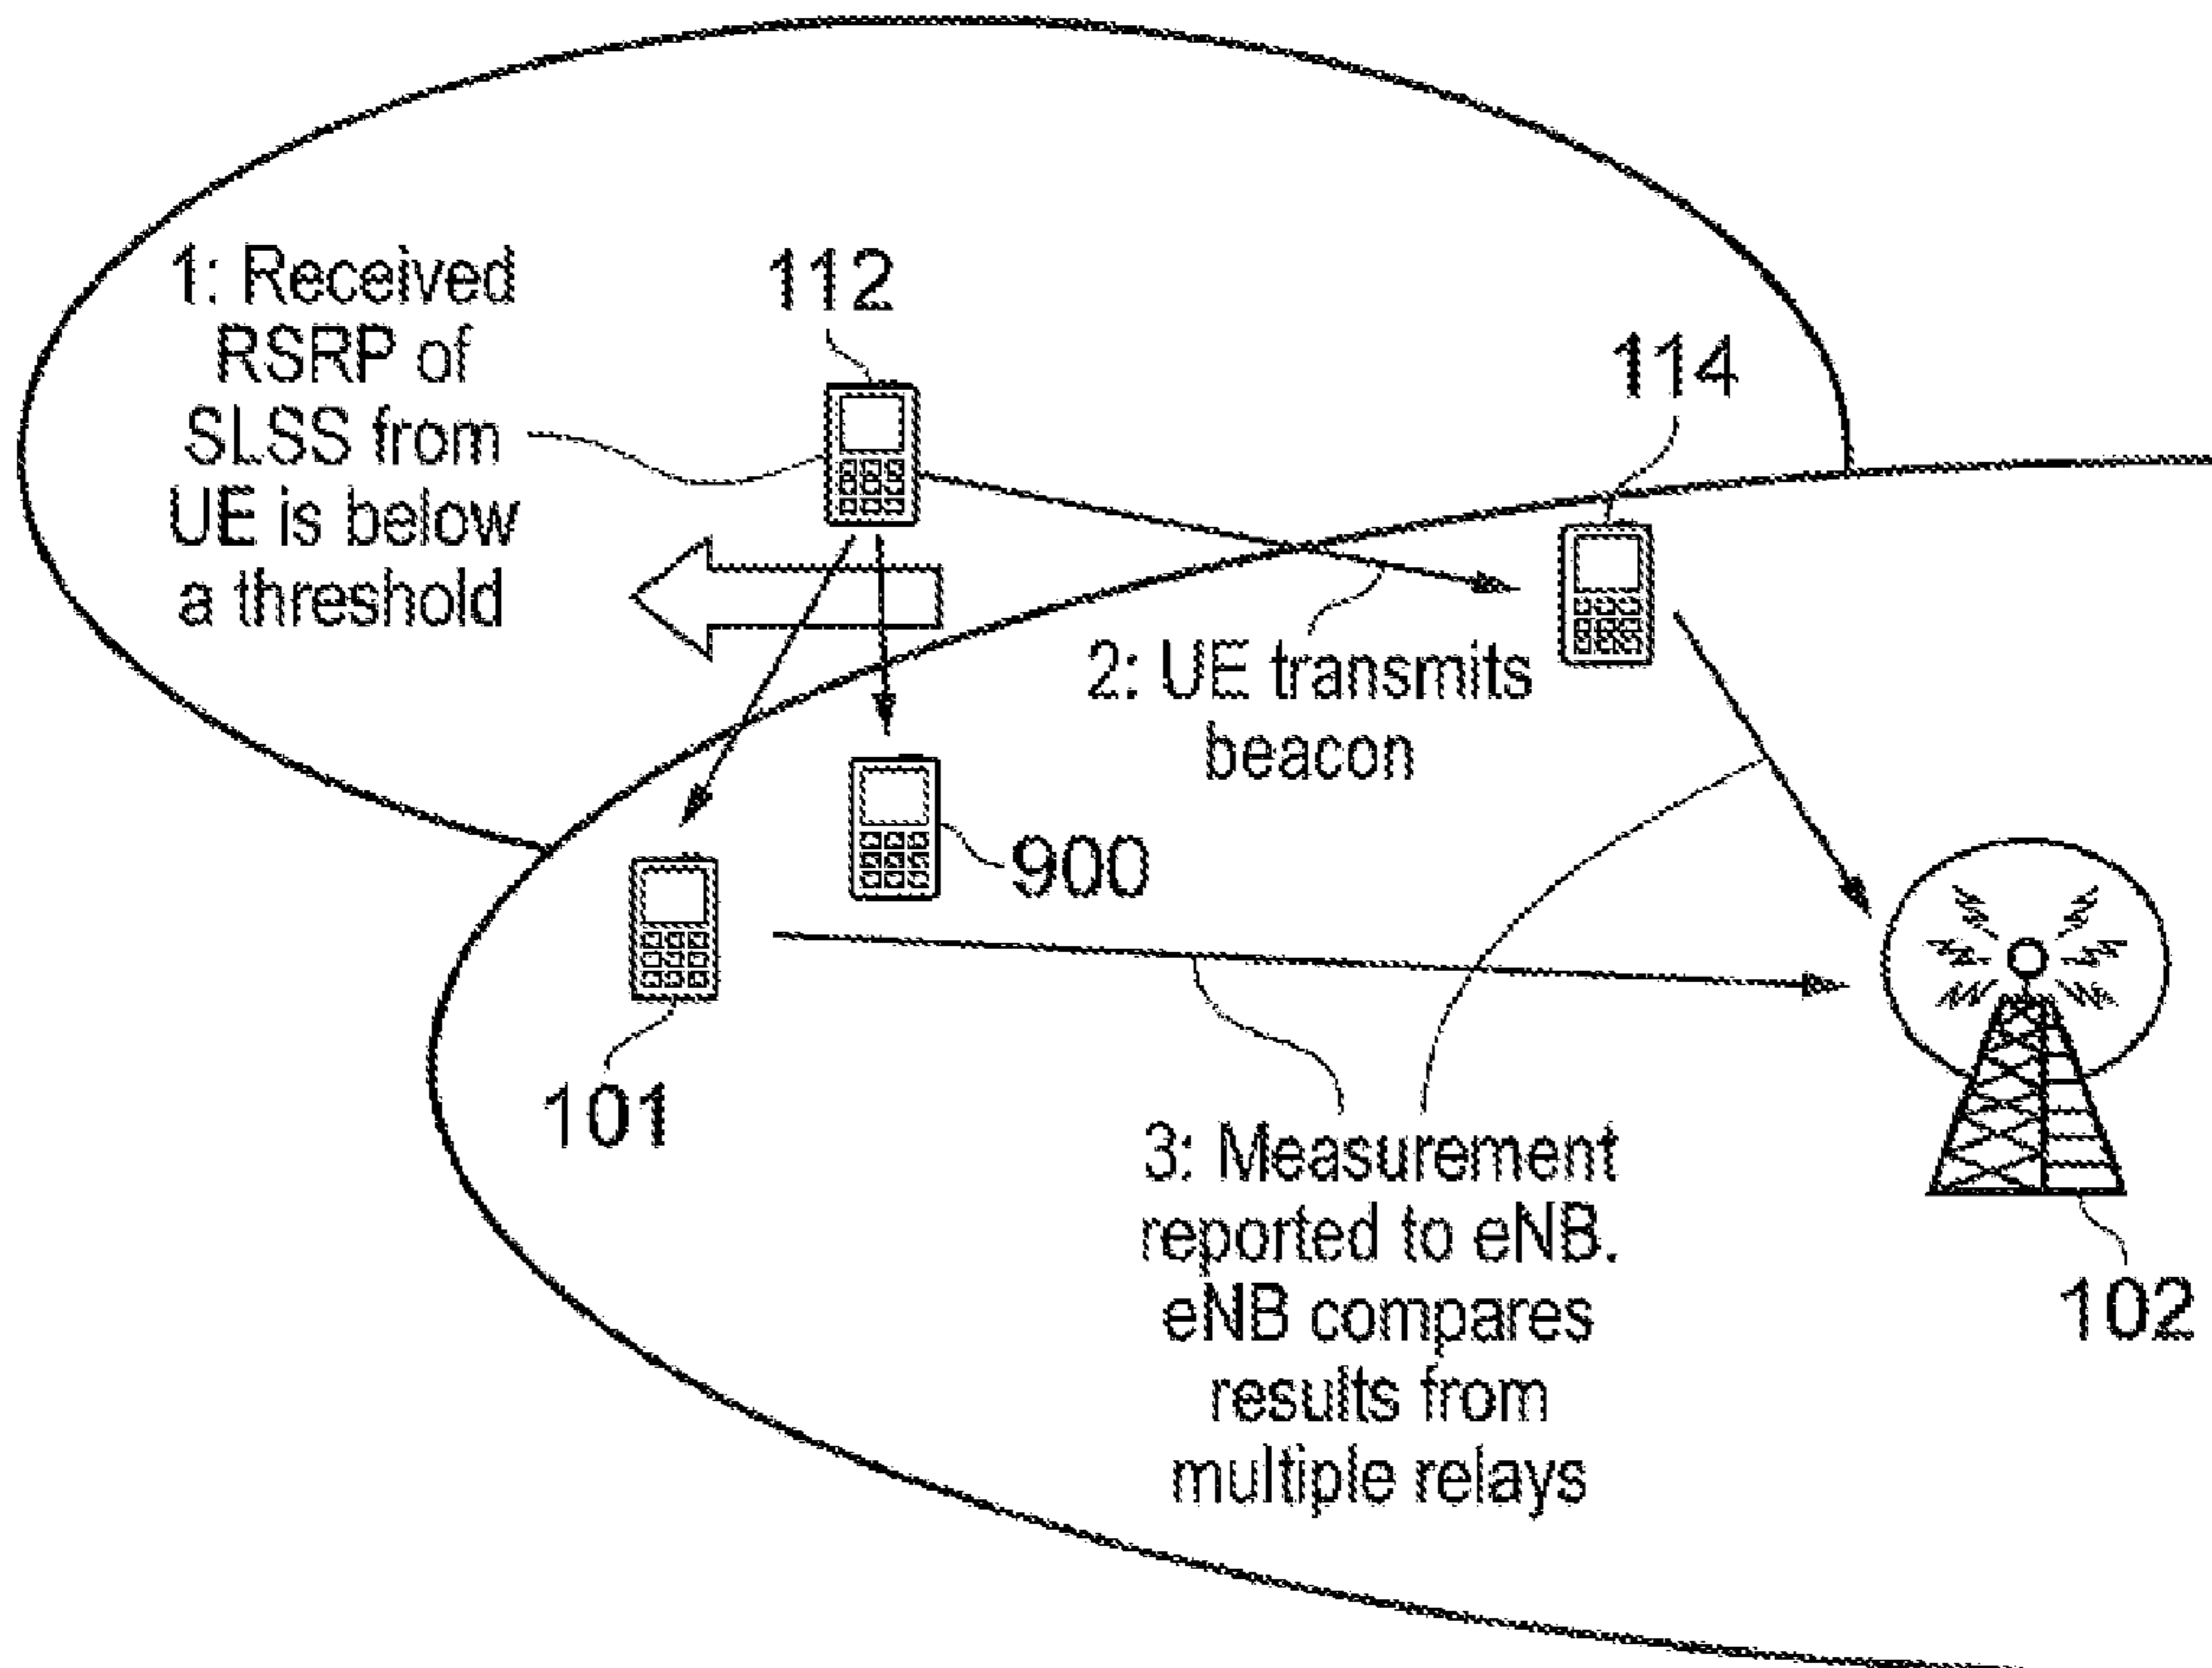 1: Received
RSRP of
SLSS from
UE is below
a threshold
112
114
2: UE transmits
beacon
900
101
3: Measurement
reported to eNB.
eNB compares
results from
multiple relays
102